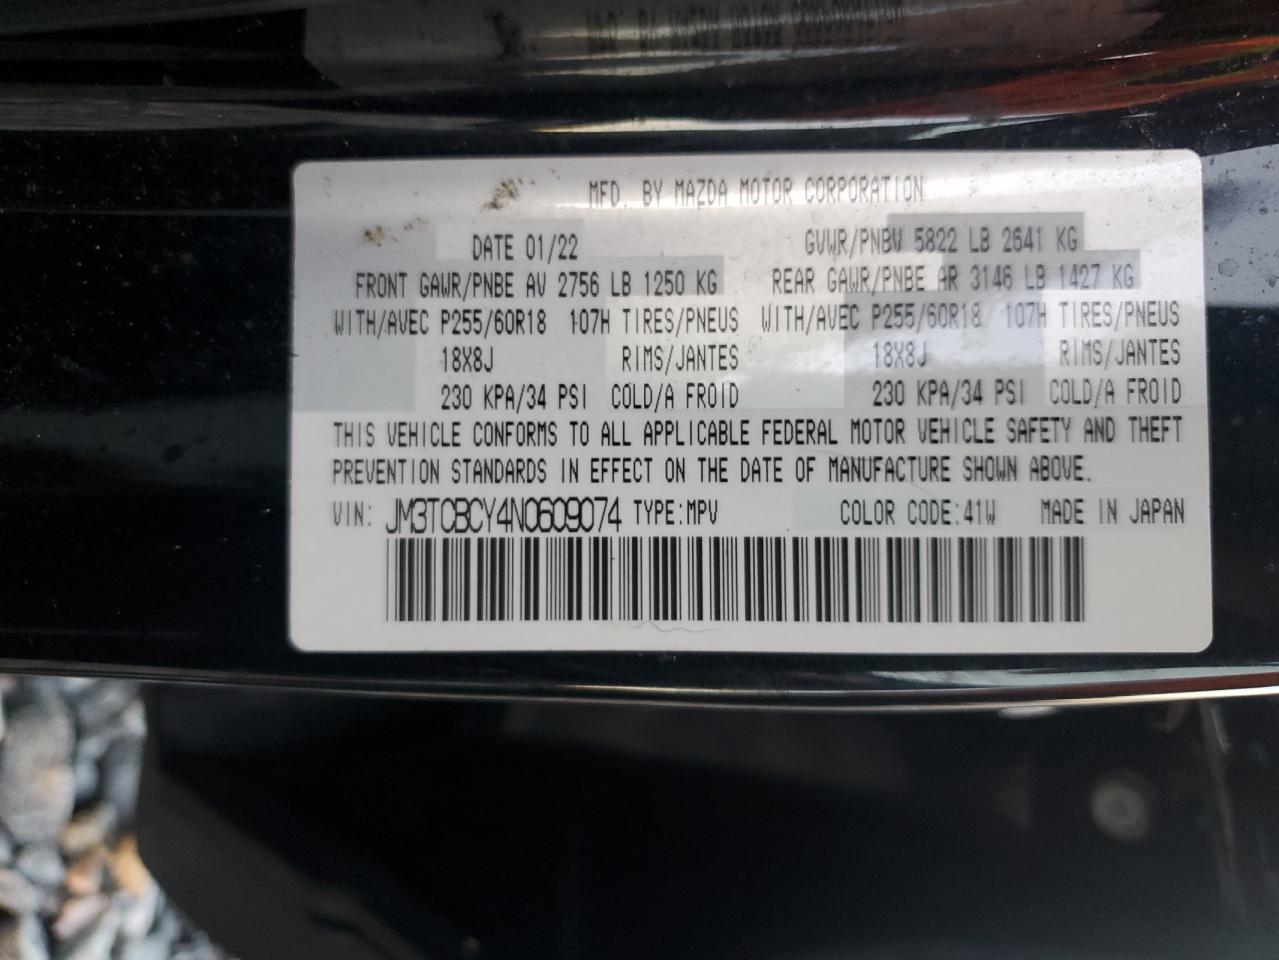 MFD. BY MAZDA MOTOR CORPORATION
DATE 01/22 GVWR/PNBV 5822 LB 2641 KG
FRONT GAWR/PNBE AV 2756 LB 1250 KG REAR GAWR/PNBE AR 3146 LB 1427 KG
WITH/AVEC P255/60R18 107H TIRES/PNEUS WITH/AVEC P255/60R18 107H TIRES/PNEUS
18X8J RIMS/JANTES 18X8J RIMS/JANTES
230 KPA/34 PSI COLD/A FROID 230 KPA/34 PSI COLD/A FROID
THIS VEHICLE CONFORMS TO ALL APPLICABLE FEDERAL MOTOR VEHICLE SAFETY AND THEFT
PREVENTION STANDARDS IN EFFECT ON THE DATE OF MANUFACTURE SHOWN ABOVE.
VIN: JM3TCBCY4N0609074 TYPE:MPV COLOR CODE:41W MADE IN JAPAN